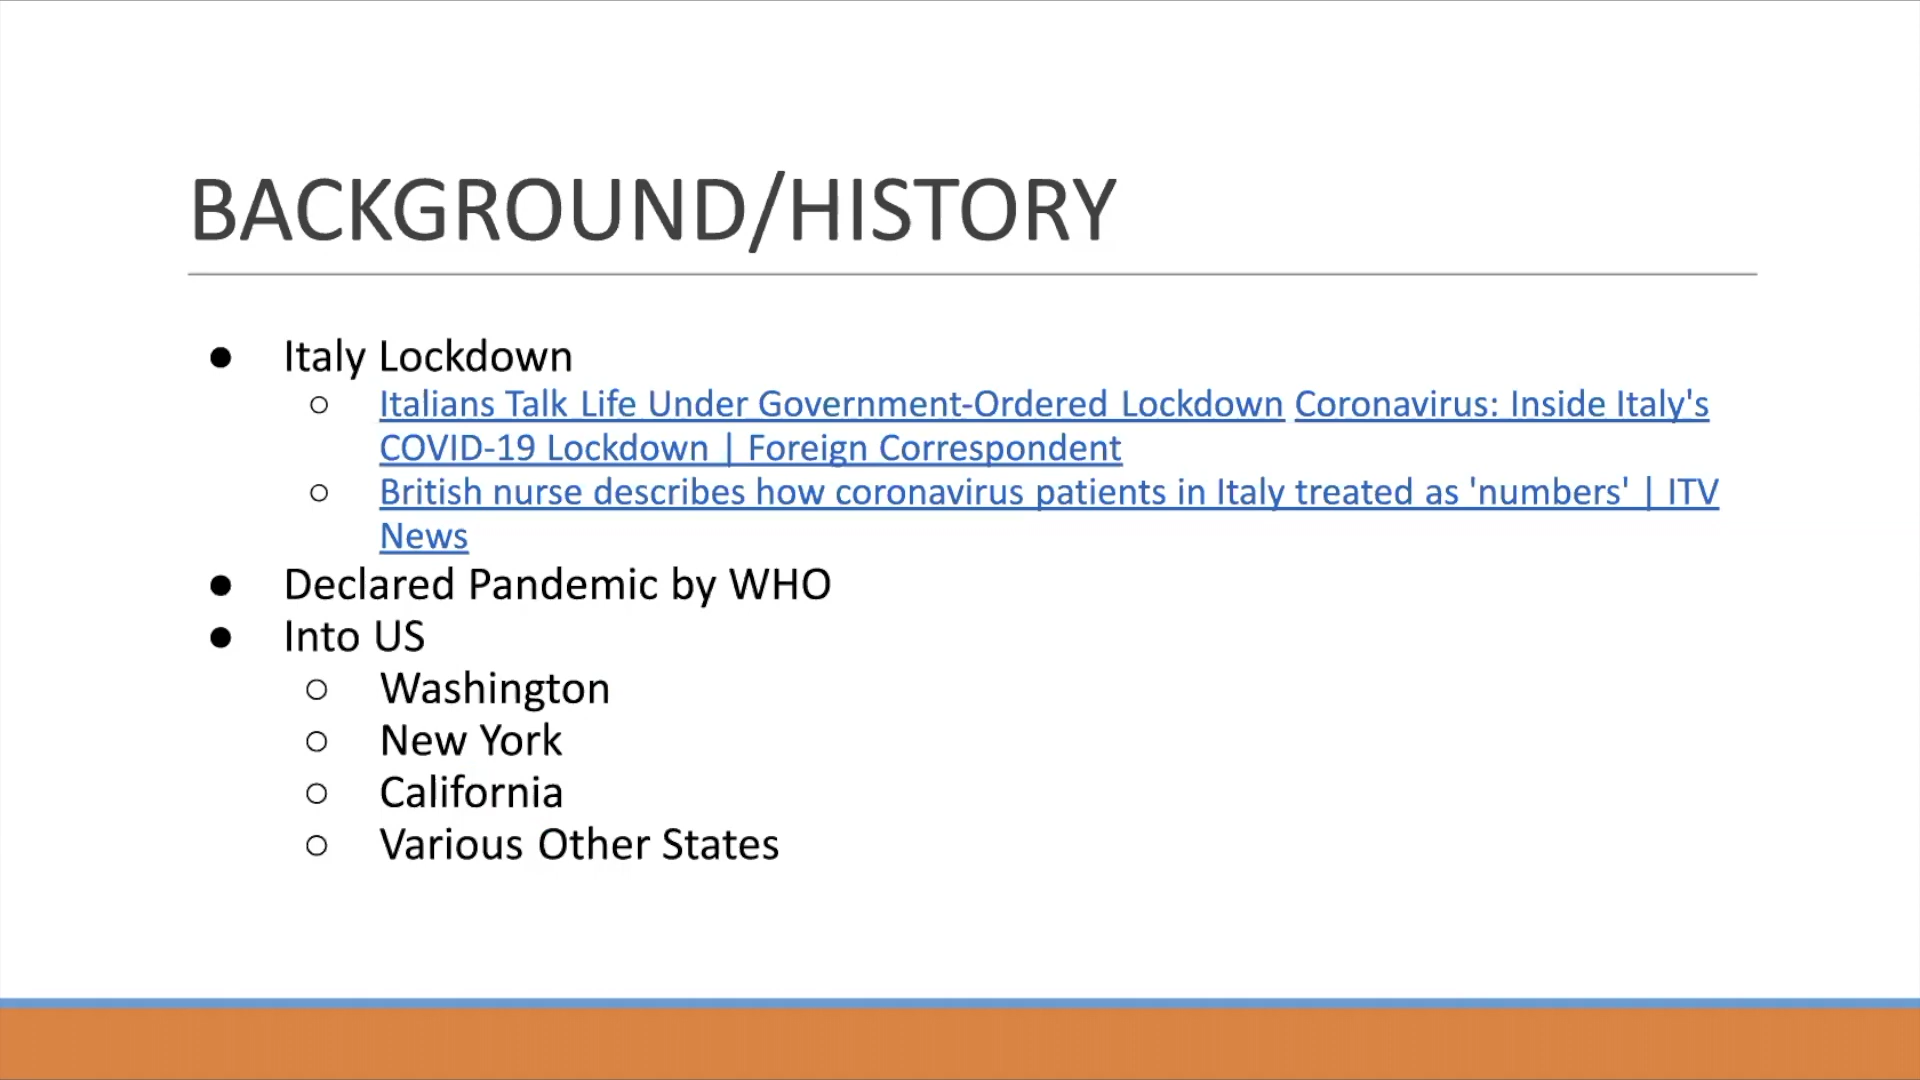 BACKGROUND/HISTORY
● Italy Lockdown
○ Italians Talk Life Under Government-Ordered Lockdown Coronavirus: Inside Italy's
COVID-19 Lockdown | Foreign Correspondent
○ British nurse describes how coronavirus patients in Italy treated as 'numbers' | ITV
News
● Declared Pandemic by WHO
● Into US
○ Washington
○ New York
○ California
○ Various Other States